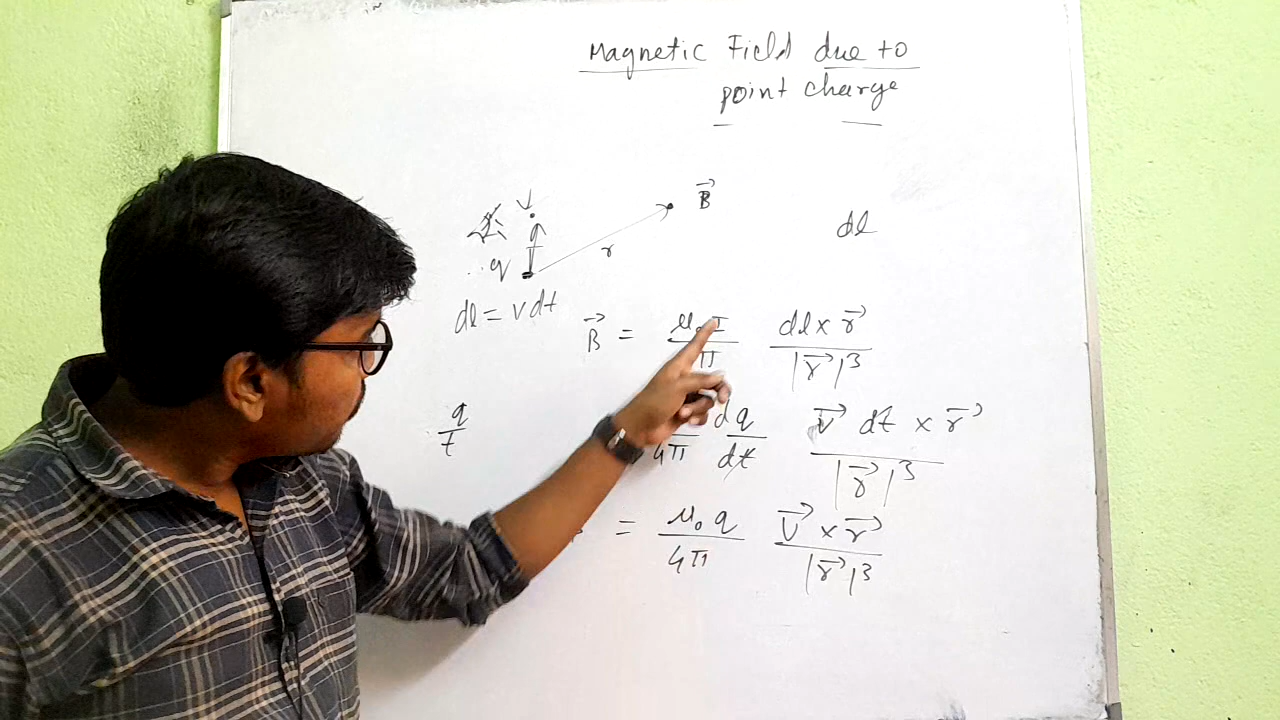 Magnetic Field due to
point charge
V
B⃗
q
r
dl
q
dl = v dt
B⃗ = μ₀I / π  dl × r⃗ / |r⃗|³
q / t
4π  dq / dt  v⃗ dt × r⃗ / |r⃗|³
= μ₀ q / 4π  v⃗ × r⃗ / |r⃗|³